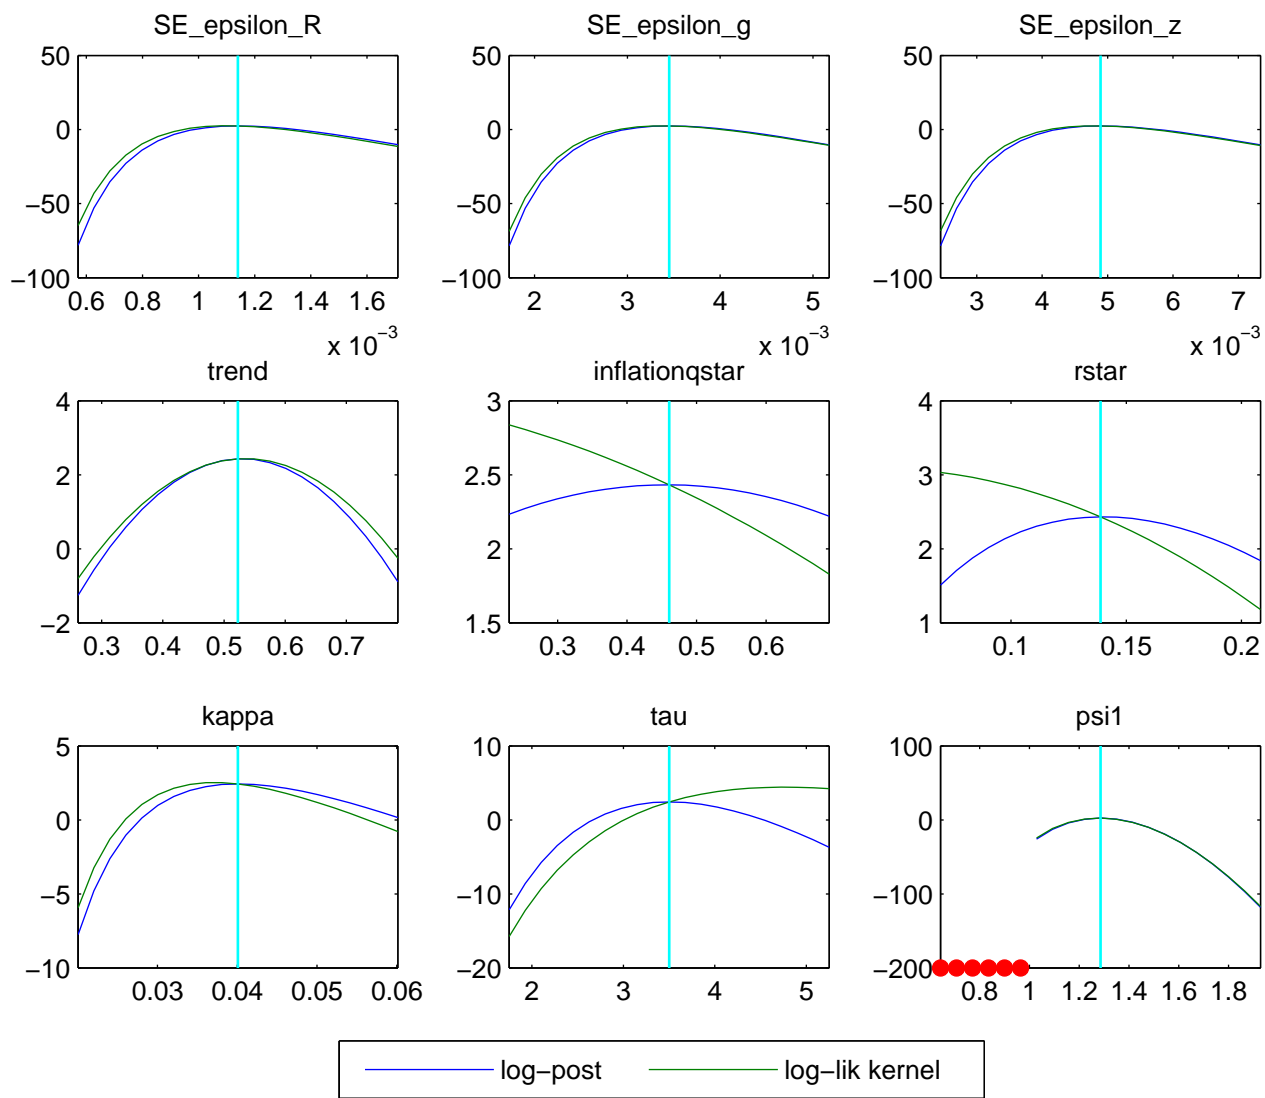 SE_epsilon_R SE_epsilon_g SE_epsilon_z
50 50 50
0 0 0
−50 −50 −50
−100 −100 −100
0.6 0.8 1 1.2 1.4 1.6 2 3 4 5 3 4 5 6 7
x 10−3 x 10−3 x 10−3
trend inflationqstar rstar
4 3 4
2 2.5 3
0 2 2
−2 1.5 1
0.3 0.4 0.5 0.6 0.7 0.3 0.4 0.5 0.6 0.1 0.15 0.2
kappa tau psi1
5 10 100
0 0 0
−5 −10 −100
−10 −20 −200
0.03 0.04 0.05 0.06 2 3 4 5 0.8 1 1.2 1.4 1.6 1.8
log−post log−lik kernel